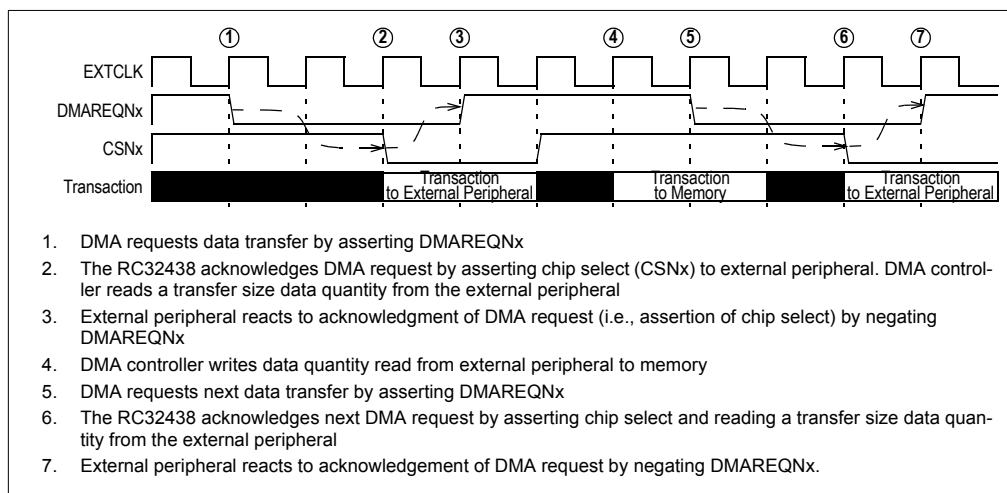 1 2 3 4 5 6 7
EXTCLK
DMAREQNx
CSNx
Transaction
Transaction to External Peripheral
Transaction to Memory
Transaction to External Peripheral
1. DMA requests data transfer by asserting DMAREQNx
2. The RC32438 acknowledges DMA request by asserting chip select (CSNx) to external peripheral. DMA control-
ler reads a transfer size data quantity from the external peripheral
3. External peripheral reacts to acknowledgment of DMA request (i.e., assertion of chip select) by negating
DMAREQNx
4. DMA controller writes data quantity read from external peripheral to memory
5. DMA requests next data transfer by asserting DMAREQNx
6. The RC32438 acknowledges next DMA request by asserting chip select and reading a transfer size data quan-
tity from the external peripheral
7. External peripheral reacts to acknowledgement of DMA request by negating DMAREQNx.